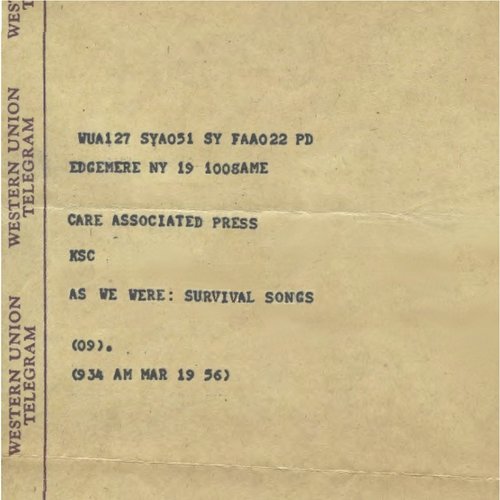 WESTERN UNION
TELEGRAM
WESTERN UNION
TELEGRAM
WUA127 SYA051 SY FAA022 PD
EDGEMERE NY 19 1008AME
CARE ASSOCIATED PRESS
KSC
AS WE WERE: SURVIVAL SONGS
(09).
(934 AM MAR 19 56)